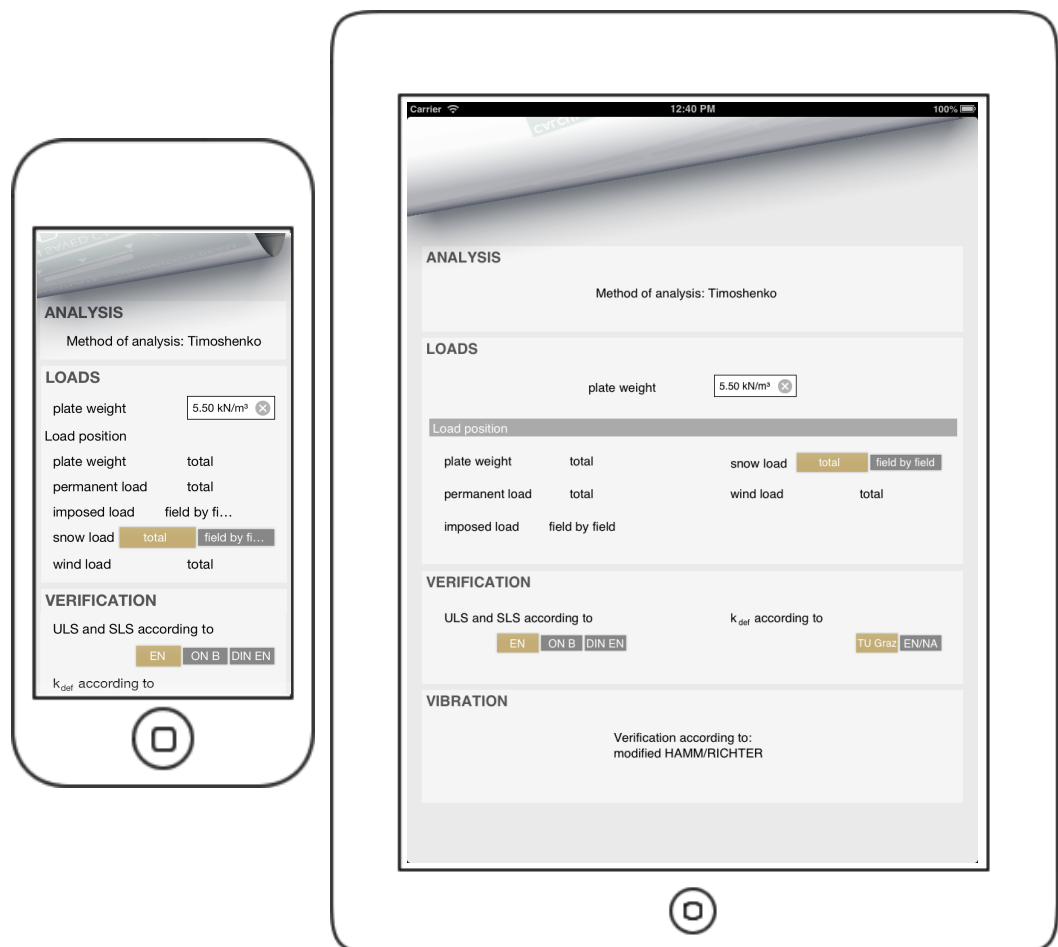 ANALYSIS
Method of analysis: Timoshenko
LOADS
plate weight 5.50 kN/m³
Load position
plate weight total
permanent load total
imposed load field by fi...
snow load total field by fi...
wind load total
VERIFICATION
ULS and SLS according to
EN ON B DIN EN
k def according to
Carrier 12:40 PM 100%
ANALYSIS
Method of analysis: Timoshenko
LOADS
plate weight 5.50 kN/m³
Load position
plate weight total snow load total field by field
permanent load total wind load total
imposed load field by field
VERIFICATION
ULS and SLS according to k def according to
EN ON B DIN EN TU Graz EN/NA
VIBRATION
Verification according to:
modified HAMM/RICHTER